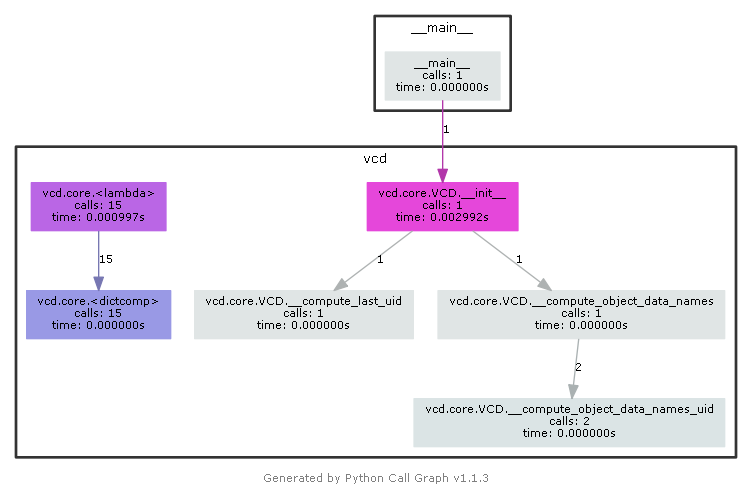 __main__
__main__
calls: 1
time: 0.000000s
1
vcd
vcd.core.<lambda>
calls: 15
time: 0.000997s
vcd.core.VCD.__init__
calls: 1
time: 0.002992s
15
1
1
vcd.core.<dictcomp>
calls: 15
time: 0.000000s
vcd.core.VCD.__compute_last_uid
calls: 1
time: 0.000000s
vcd.core.VCD.__compute_object_data_names
calls: 1
time: 0.000000s
2
vcd.core.VCD.__compute_object_data_names_uid
calls: 2
time: 0.000000s
Generated by Python Call Graph v1.1.3